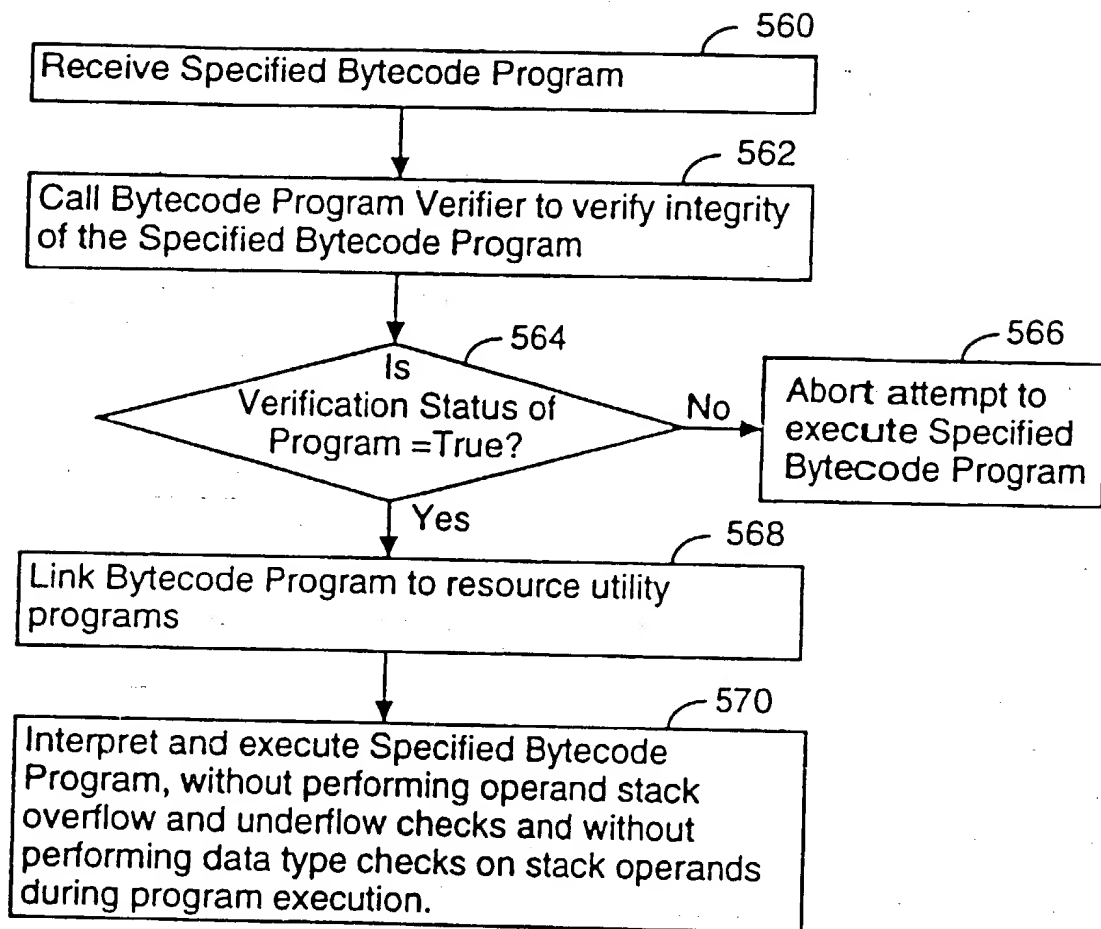 560
Receive Specified Bytecode Program
562
Call Bytecode Program Verifier to verify integrity
of the Specified Bytecode Program
564
Is
Verification Status of
Program =True?
No
566
Abort attempt to
execute Specified
Bytecode Program
Yes
568
Link Bytecode Program to resource utility
programs
570
Interpret and execute Specified Bytecode
Program, without performing operand stack
overflow and underflow checks and without
performing data type checks on stack operands
during program execution.